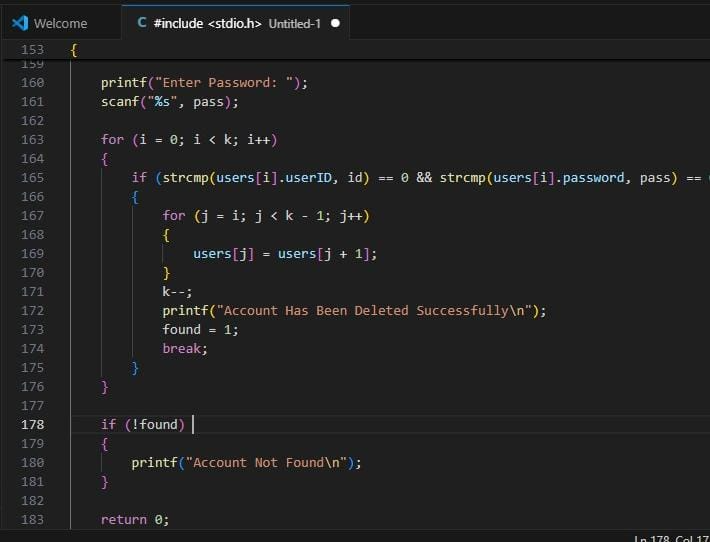 Welcome
C #include <stdio.h> Untitled-1
153 {
159
160 printf("Enter Password: ");
161 scanf("%s", pass);
162
163 for (i = 0; i < k; i++)
164 {
165 if (strcmp(users[i].userID, id) == 0 && strcmp(users[i].password, pass) ==
166 {
167 for (j = i; j < k - 1; j++)
168 {
169 users[j] = users[j + 1];
170 }
171 k--;
172 printf("Account Has Been Deleted Successfully\n");
173 found = 1;
174 break;
175 }
176 }
177
178 if (!found)
179 {
180 printf("Account Not Found\n");
181 }
182
183 return 0;
Ln 178, Col 17